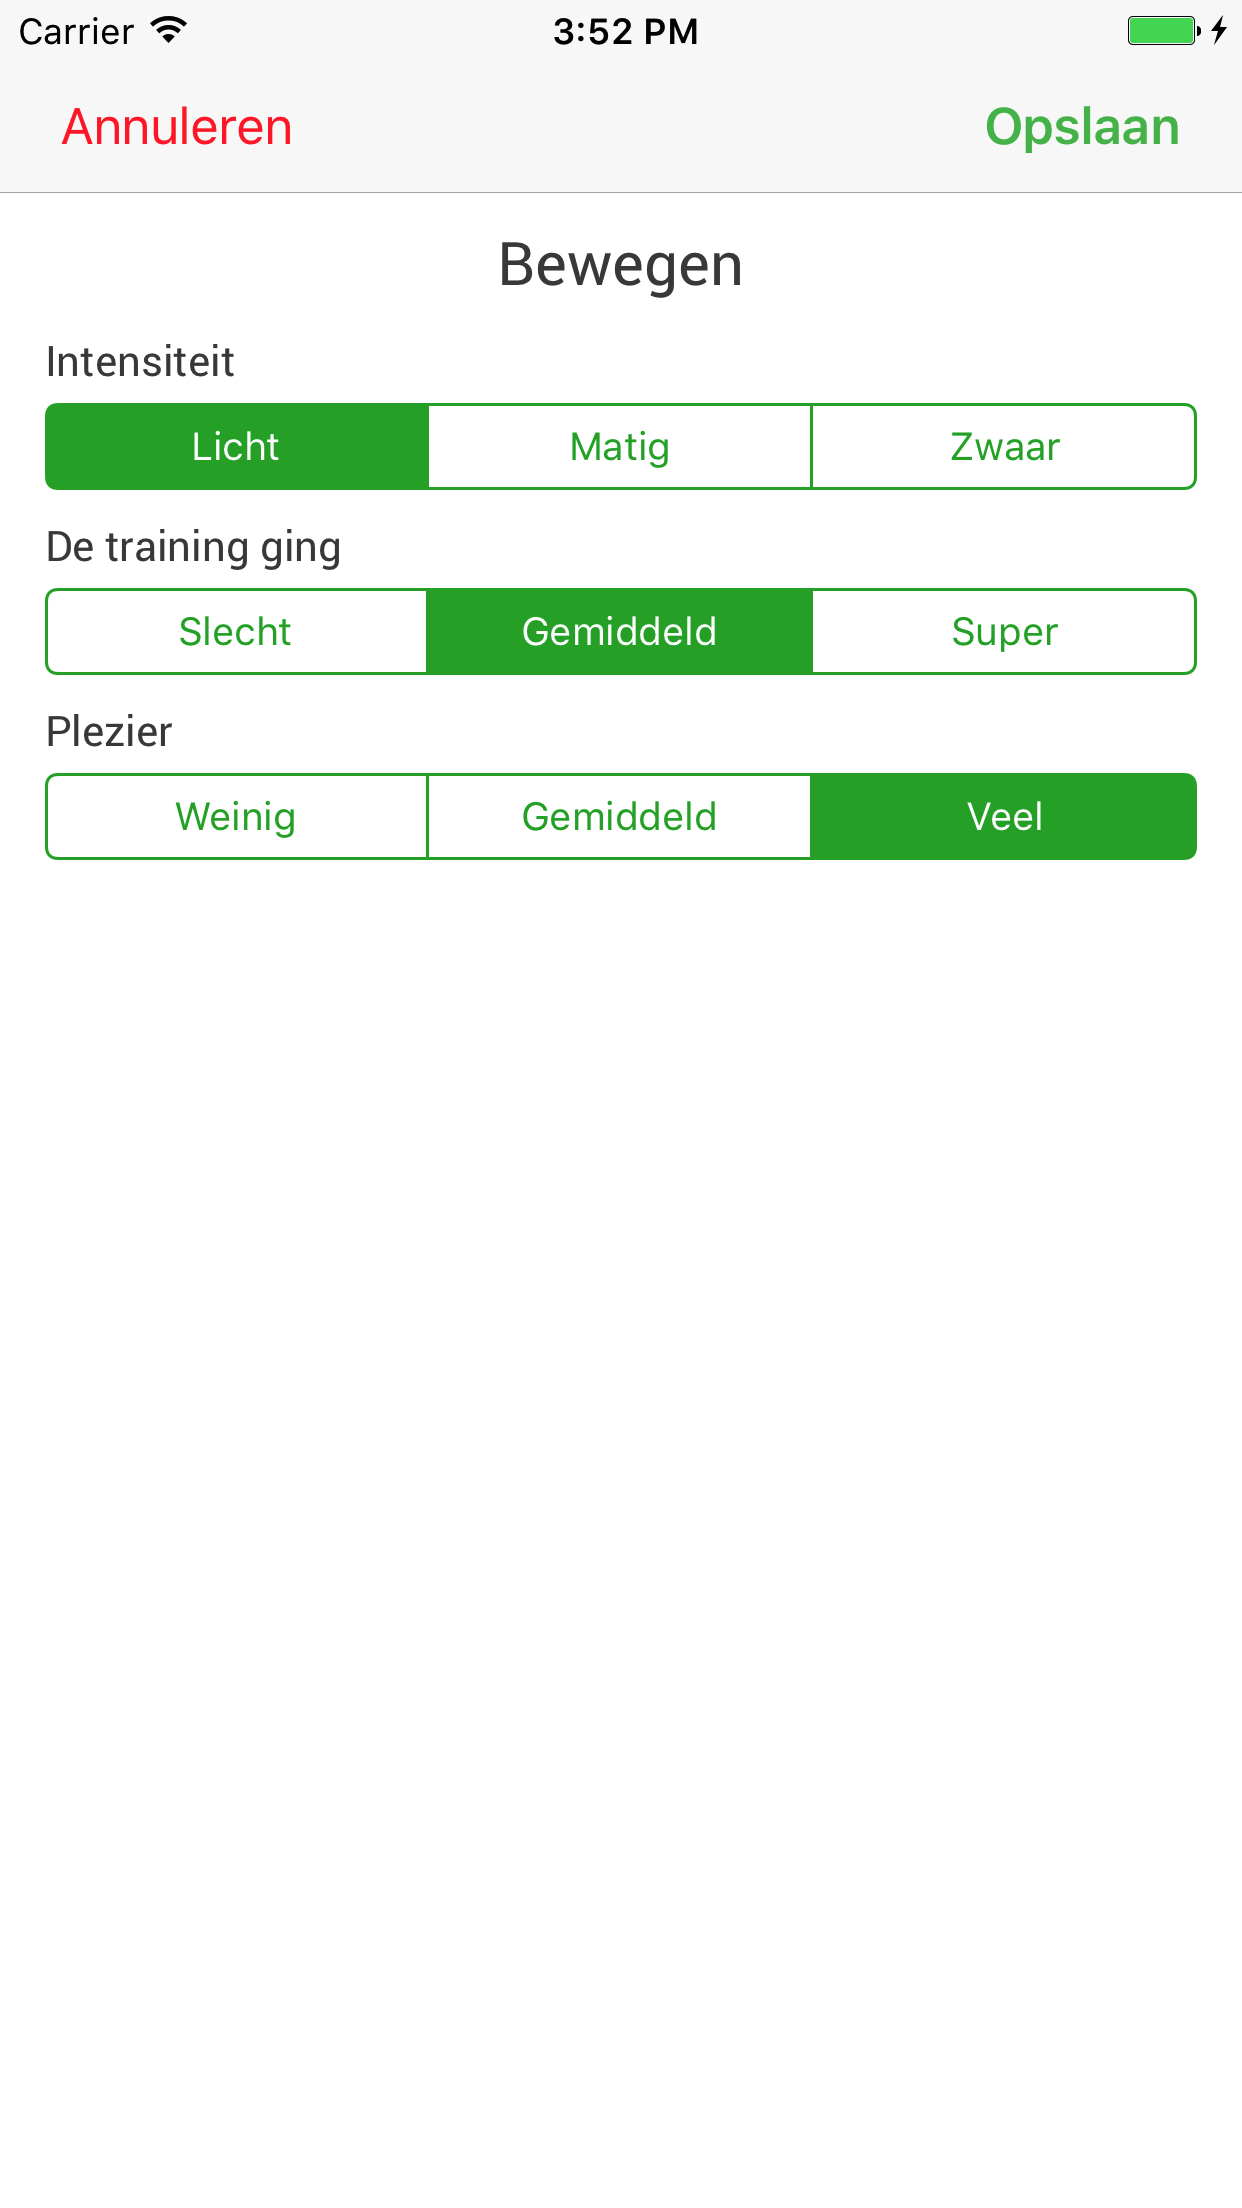 Carrier 3:52 PM
Annuleren Opslaan
Bewegen
Intensiteit
Licht Matig Zwaar
De training ging
Slecht Gemiddeld Super
Plezier
Weinig Gemiddeld Veel